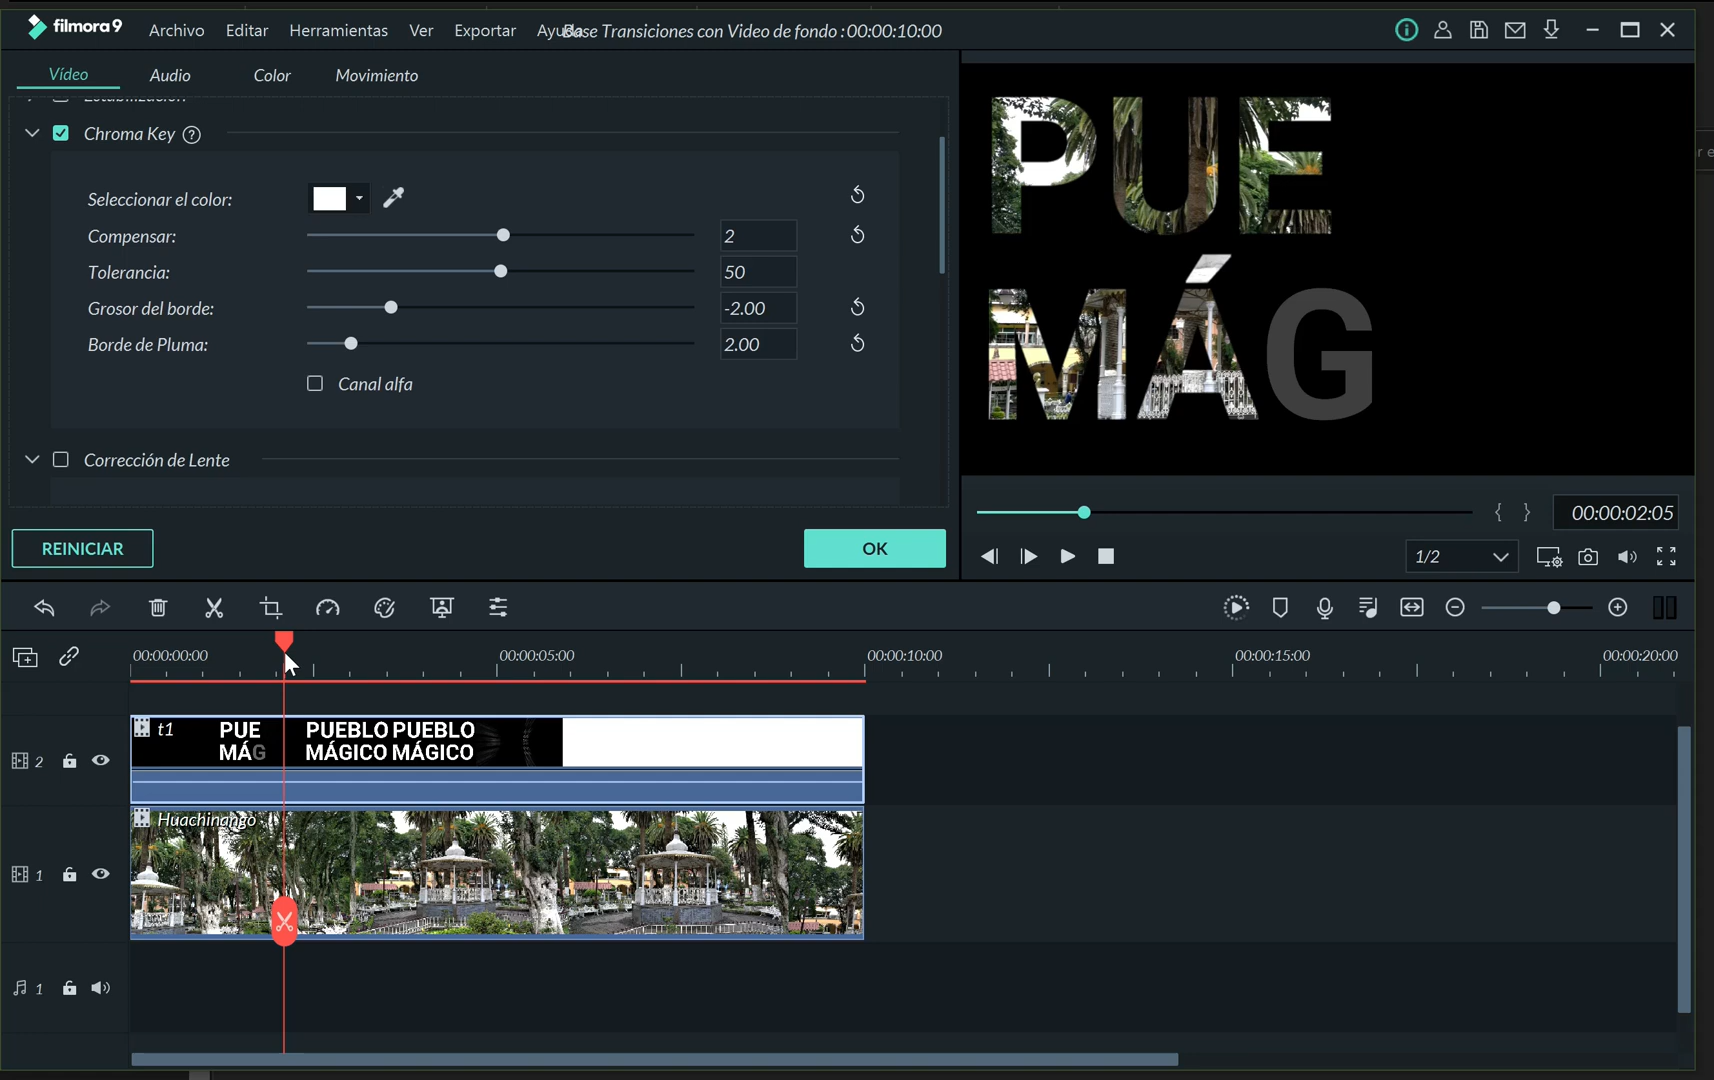 filmora9 Archivo Editar Herramientas Ver Exportar Ayuda Base Transiciones con Video de fondo : 00:00:10:00
Vídeo Audio Color Movimiento
Estabilización
Chroma Key ?
Seleccionar el color:
Compensar: 2
Tolerancia: 50
Grosor del borde: -2.00
Borde de Pluma: 2.00
Canal alfa
Corrección de Lente
REINICIAR OK
PUE
MÁG
{ } 00:00:02:05
1/2
00:00:00:00 00:00:05:00 00:00:10:00 00:00:15:00 00:00:20:00
t1
PUE PUEBLO PUEBLO
MÁG MÁGICO MÁGICO
2
Huachinango
1
1